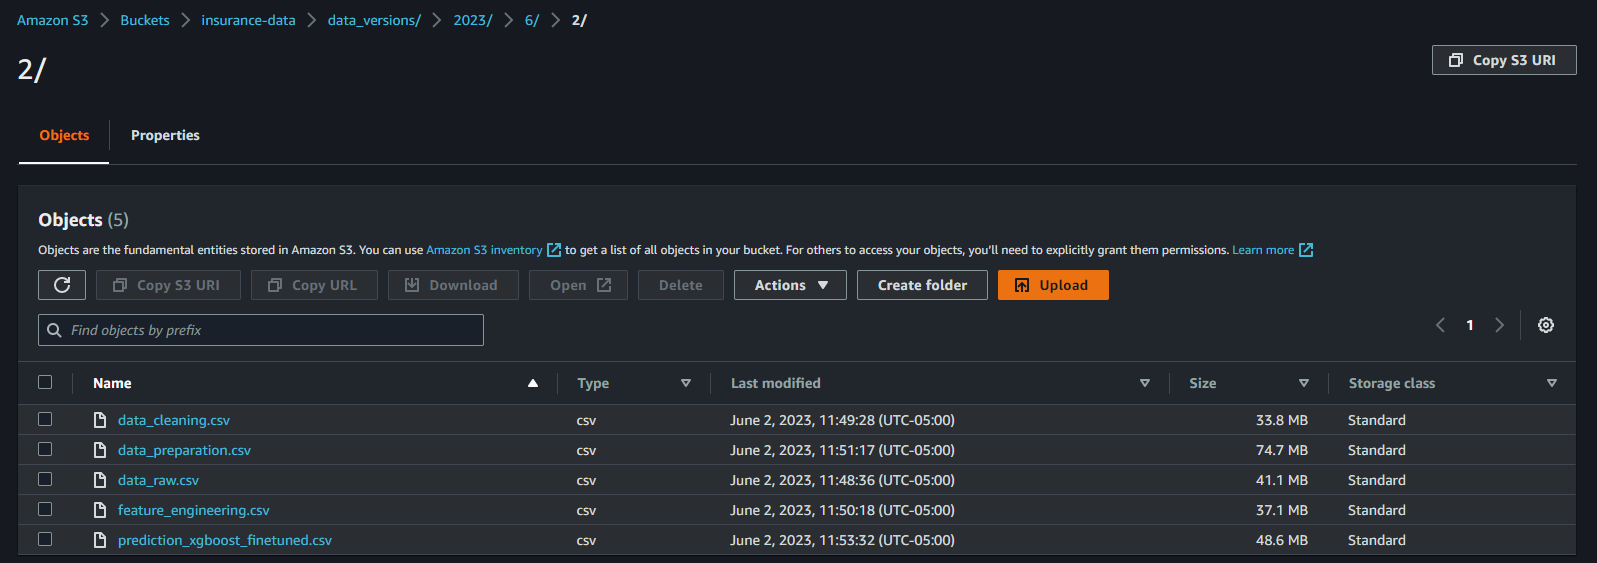 Amazon S3 > Buckets > insurance-data > data_versions/ > 2023/ > 6/ > 2/
2/
Copy S3 URI
Objects Properties
Objects (5)
Objects are the fundamental entities stored in Amazon S3. You can use Amazon S3 inventory to get a list of all objects in your bucket. For others to access your objects, you'll need to explicitly grant them permissions. Learn more
Copy S3 URI Copy URL Download Open Delete Actions Create folder Upload
Find objects by prefix
1
Name Type Last modified Size Storage class
data_cleaning.csv csv June 2, 2023, 11:49:28 (UTC-05:00) 33.8 MB Standard
data_preparation.csv csv June 2, 2023, 11:51:17 (UTC-05:00) 74.7 MB Standard
data_raw.csv csv June 2, 2023, 11:48:36 (UTC-05:00) 41.1 MB Standard
feature_engineering.csv csv June 2, 2023, 11:50:18 (UTC-05:00) 37.1 MB Standard
prediction_xgboost_finetuned.csv csv June 2, 2023, 11:53:32 (UTC-05:00) 48.6 MB Standard